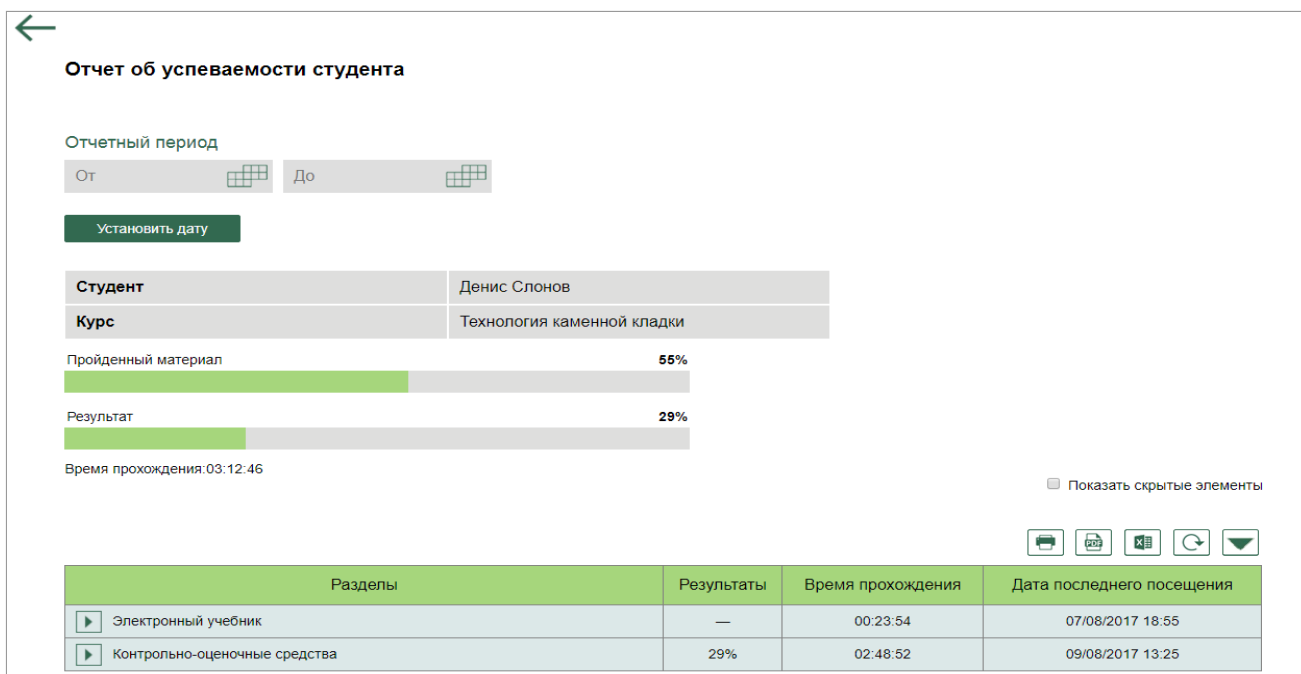 Отчет об успеваемости студента
Отчетный период
От До
Установить дату
Студент Денис Слонов
Курс Технология каменной кладки
Пройденный материал 55%
Результат 29%
Время прохождения:03:12:46
Показать скрытые элементы
PDF X
Разделы Результаты Время прохождения Дата последнего посещения
Электронный учебник — 00:23:54 07/08/2017 18:55
Контрольно-оценочные средства 29% 02:48:52 09/08/2017 13:25